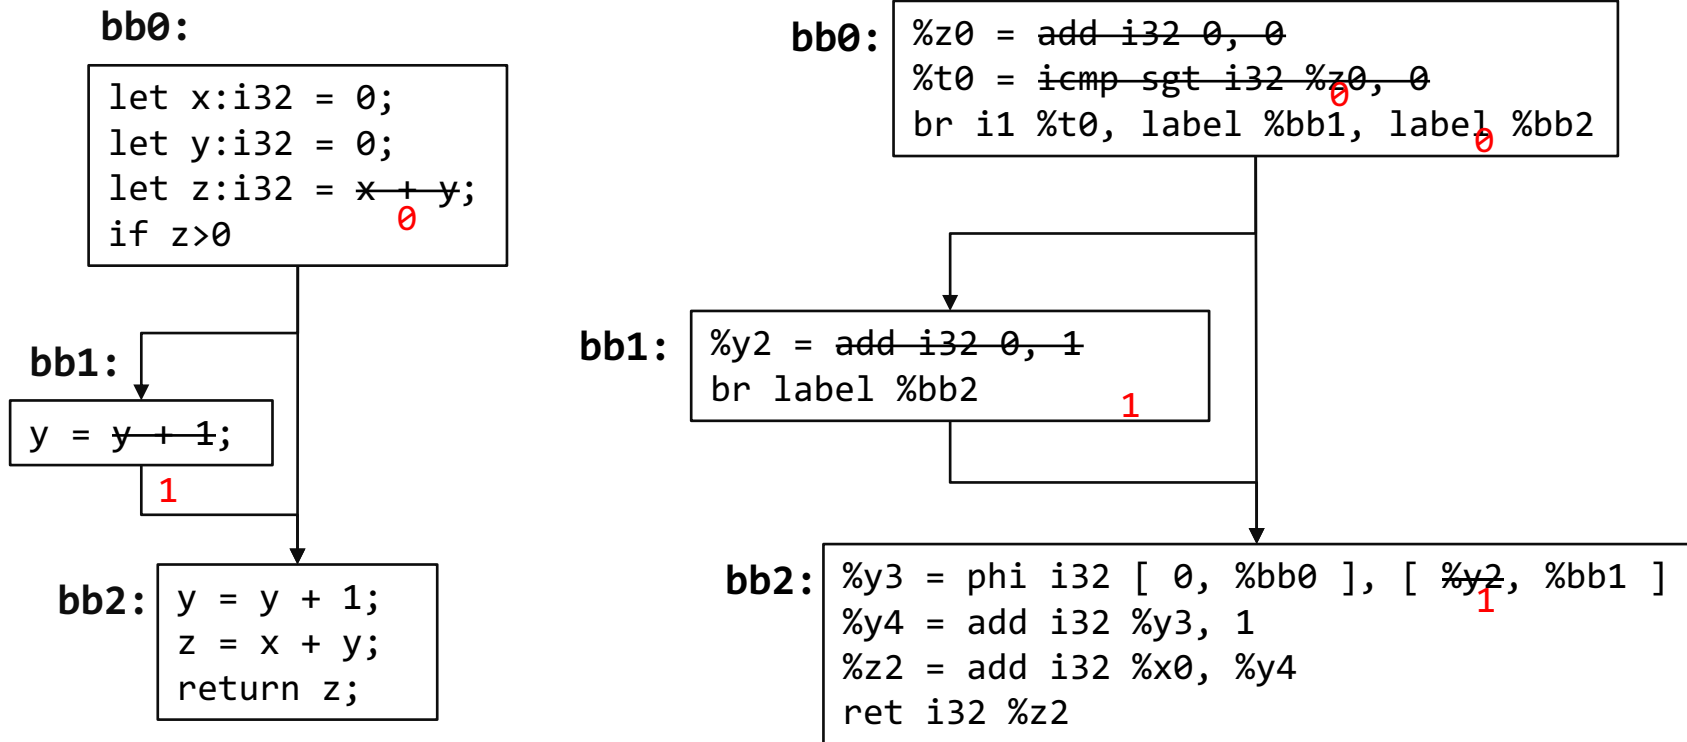 bb0:
let x:i32 = 0;
let y:i32 = 0;
let z:i32 = x + y;
0
if z>0
bb1:
y = y + 1;
1
bb2:
y = y + 1;
z = x + y;
return z;
bb0:
%z0 = add i32 0, 0
%t0 = icmp sgt i32 %z0, 0
0
br i1 %t0, label %bb1, label %bb2
0
bb1:
%y2 = add i32 0, 1
br label %bb2
1
bb2:
%y3 = phi i32 [ 0, %bb0 ], [ %y2, %bb1 ]
1
%y4 = add i32 %y3, 1
%z2 = add i32 %x0, %y4
ret i32 %z2